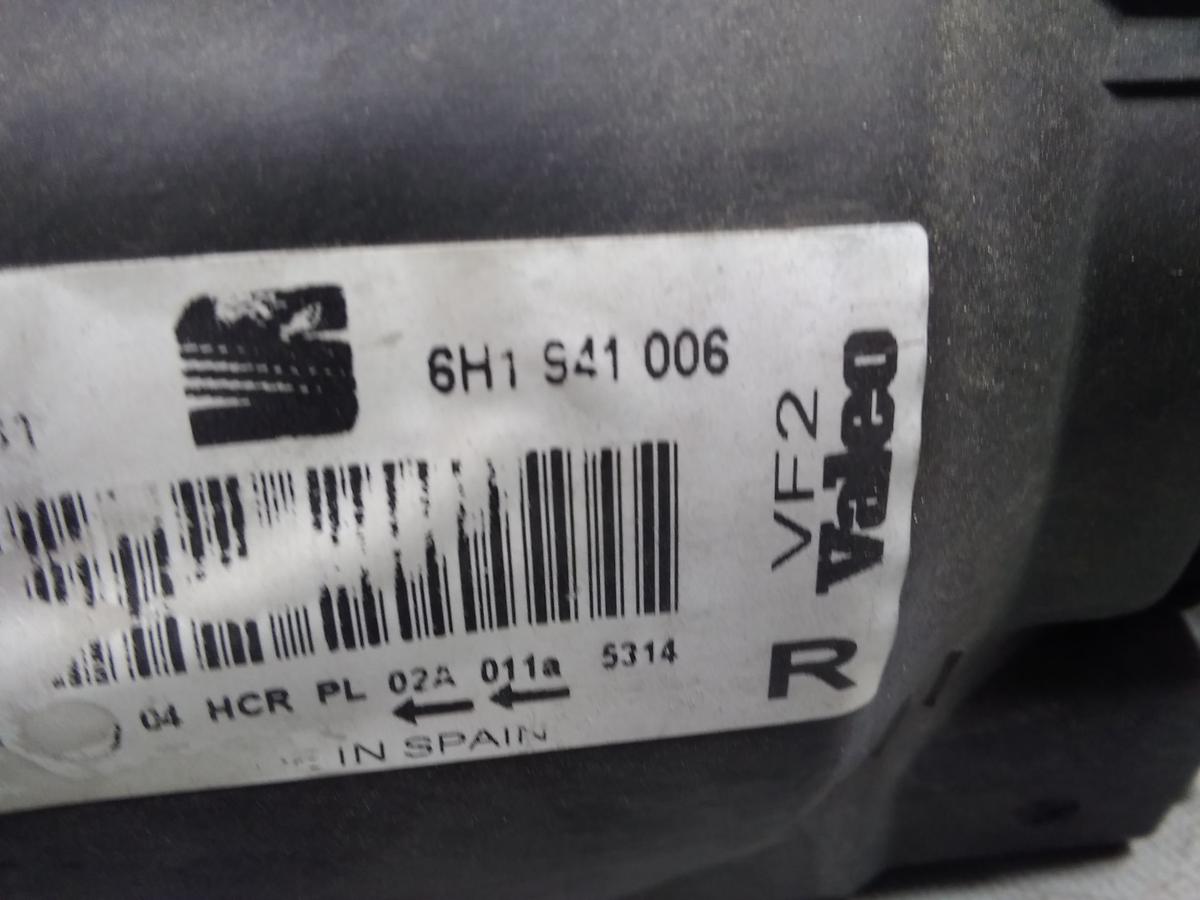 6H1 941 006
VF2
Valeo
R
04 HCR PL 02A 011a 5314
IN SPAIN